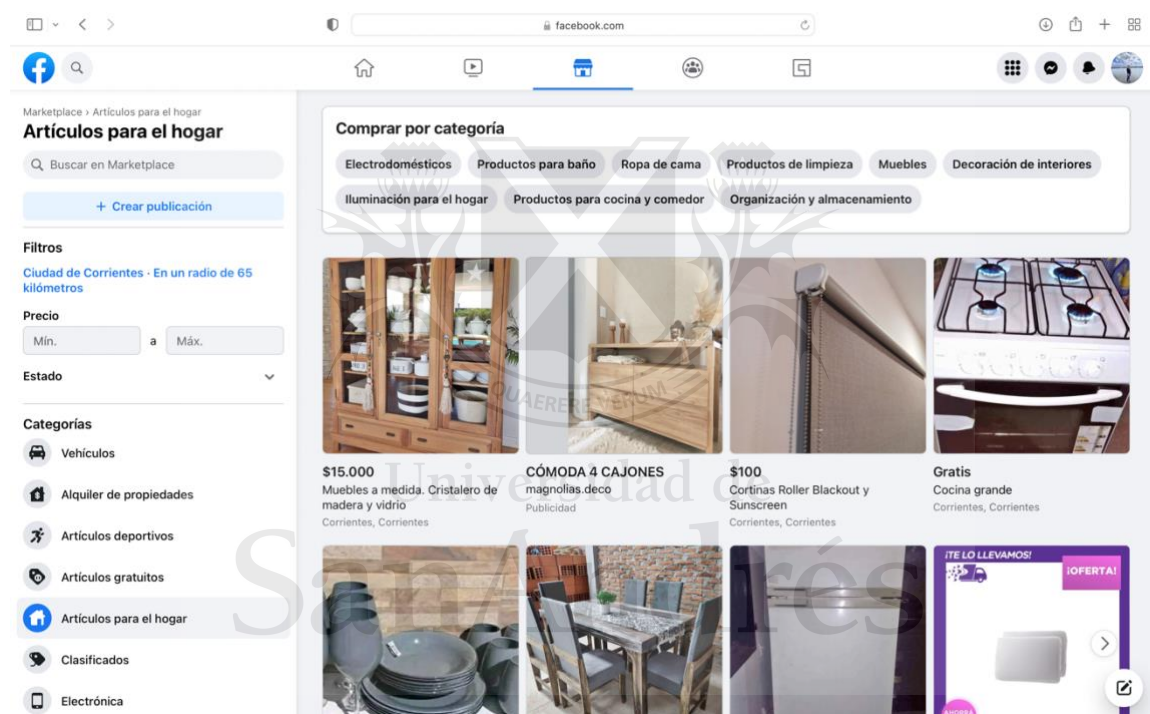 facebook.com
Marketplace › Artículos para el hogar
Artículos para el hogar
Buscar en Marketplace
+ Crear publicación
Filtros
Ciudad de Corrientes · En un radio de 65
kilómetros
Precio
Mín. a Máx.
Estado
Categorías
Vehículos
Alquiler de propiedades
Artículos deportivos
Artículos gratuitos
Artículos para el hogar
Clasificados
Electrónica
Comprar por categoría
Electrodomésticos Productos para baño Ropa de cama Productos de limpieza Muebles Decoración de interiores
Iluminación para el hogar Productos para cocina y comedor Organización y almacenamiento
$15.000
Muebles a medida. Cristalero de
madera y vidrio
Corrientes, Corrientes
CÓMODA 4 CAJONES
magnolias.deco
Publicidad
$100
Cortinas Roller Blackout y
Sunscreen
Corrientes, Corrientes
Gratis
Cocina grande
Corrientes, Corrientes
¡TE LO LLEVAMOS!
¡OFERTA!
AHORRA
QUAERERE VERUM
Universidad de
SanAndrés